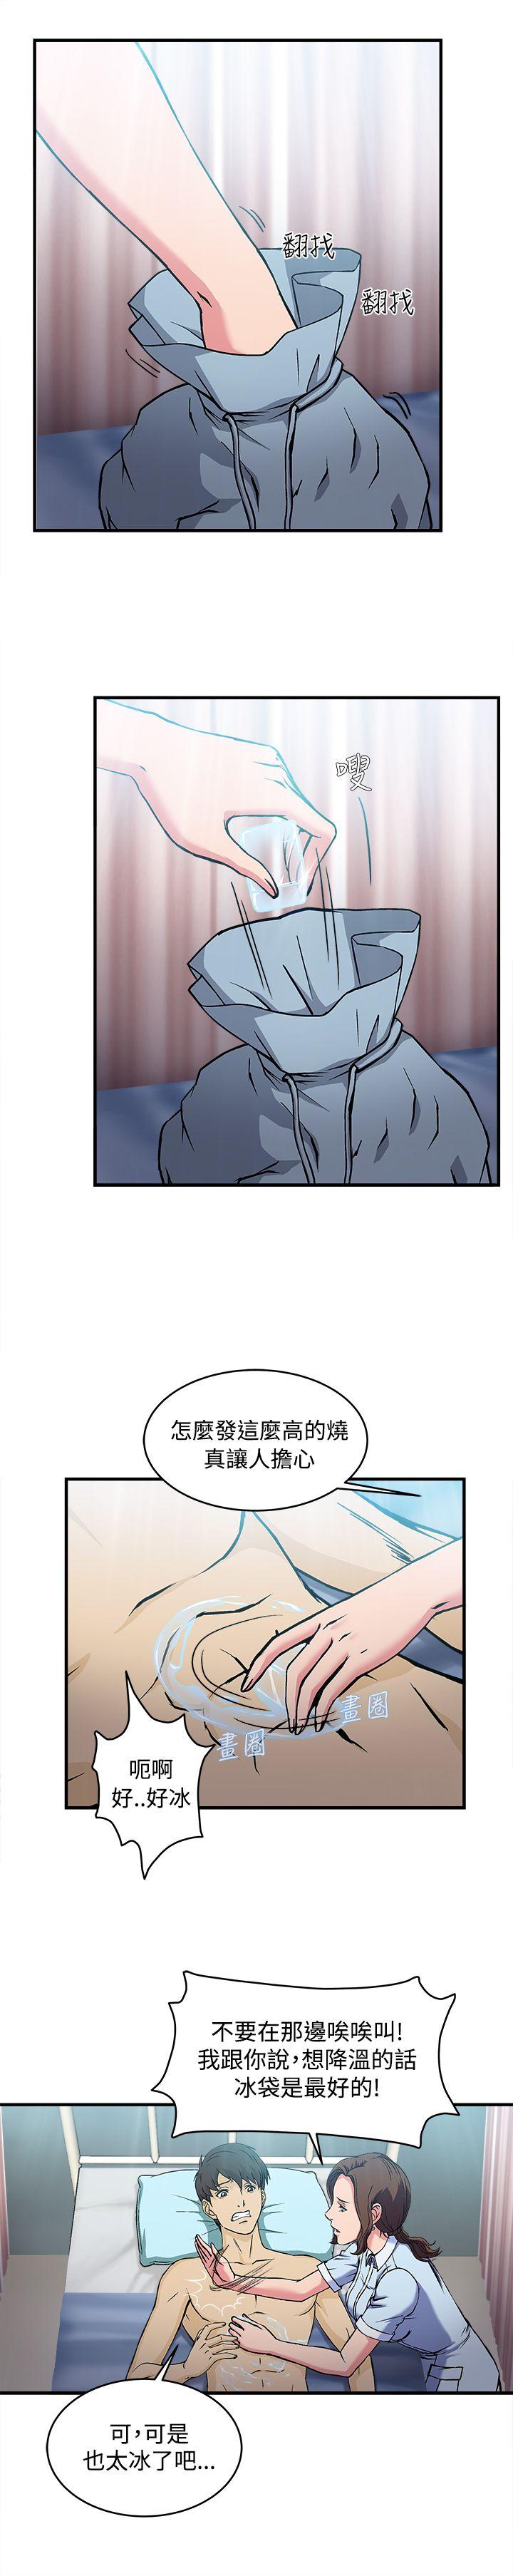 翻找
翻找
嗖
怎麼發這麼高的燒
真讓人擔心
畫圈
畫圈
呃啊
好..好冰
不要在那邊唉唉叫!
我跟你說,想降溫的話
冰袋是最好的!
可,可是
也太冰了吧...